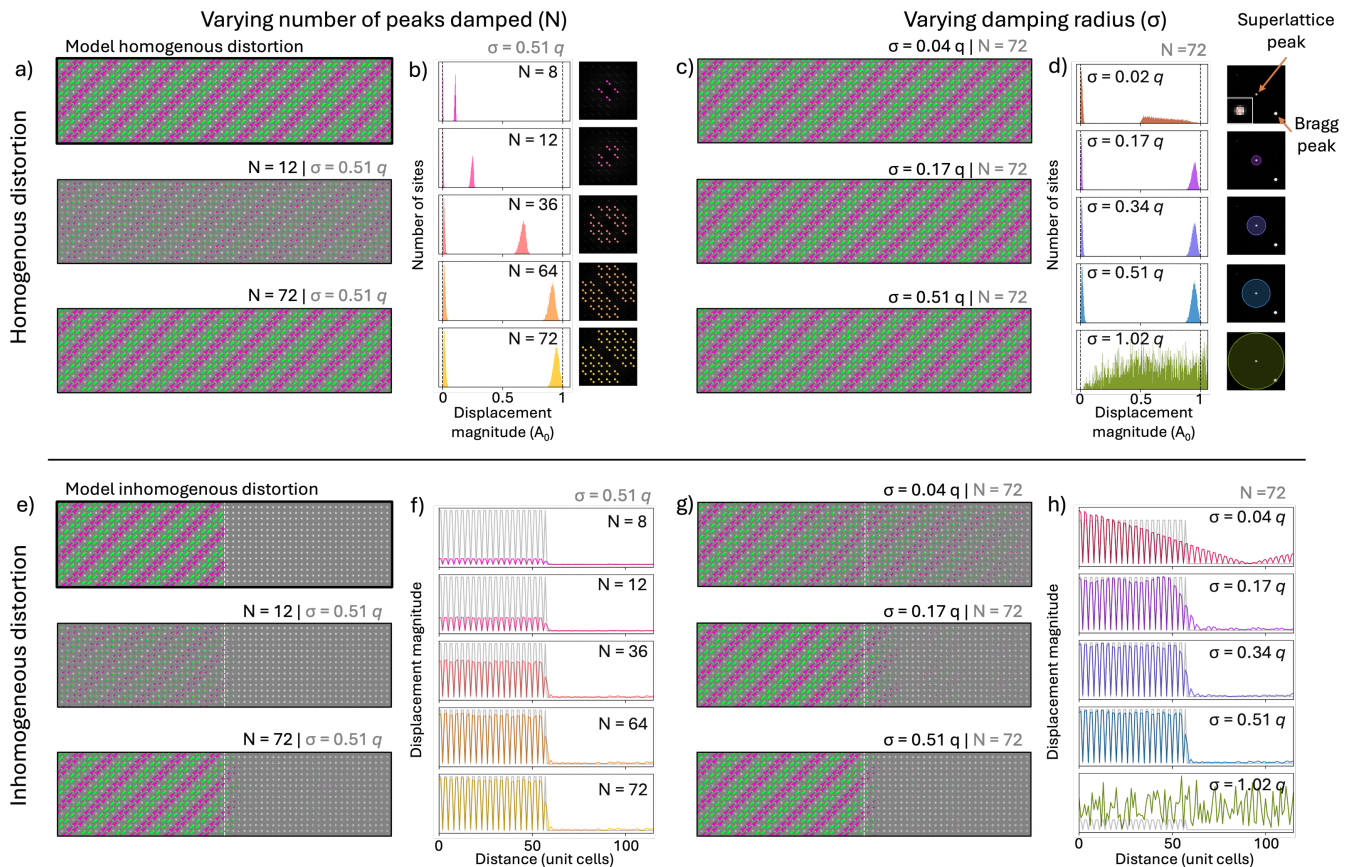 Varying number of peaks damped (N)
Varying damping radius (σ)
Superlattice
peak
Bragg
peak
Homogenous distortion
a)
Model homogenous distortion
N = 12 | σ = 0.51 q
N = 72 | σ = 0.51 q
b)
σ = 0.51 q
N = 8
N = 12
N = 36
N = 64
N = 72
Number of sites
0 0.5 1
Displacement
magnitude (A₀)
c)
σ = 0.04 q | N = 72
σ = 0.17 q | N = 72
σ = 0.51 q | N = 72
d)
N =72
σ = 0.02 q
σ = 0.17 q
σ = 0.34 q
σ = 0.51 q
σ = 1.02 q
Number of sites
0 0.5 1
Displacement
magnitude (A₀)
Inhomogeneous distortion
e)
Model inhomogenous distortion
N = 12 | σ = 0.51 q
N = 72 | σ = 0.51 q
f)
σ = 0.51 q
N = 8
N = 12
N = 36
N = 64
N = 72
Displacement magnitude
0 50 100
Distance (unit cells)
g)
σ = 0.04 q | N = 72
σ = 0.17 q | N = 72
σ = 0.51 q | N = 72
h)
N =72
σ = 0.04 q
σ = 0.17 q
σ = 0.34 q
σ = 0.51 q
σ = 1.02 q
Displacement magnitude
0 50 100
Distance (unit cells)